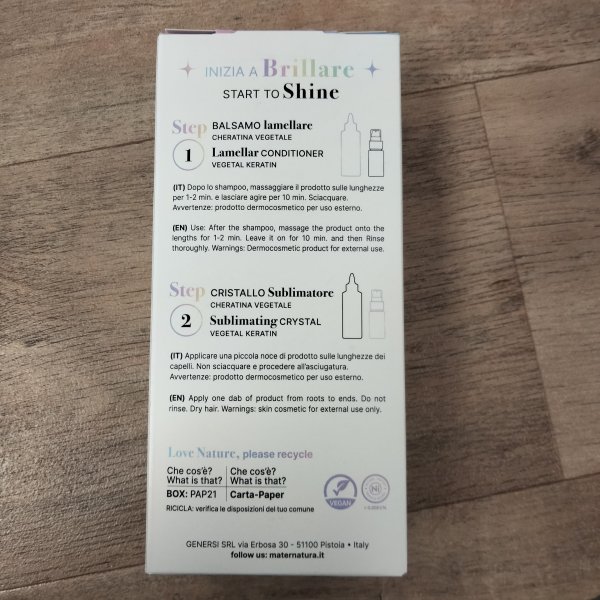 INIZIA A Brillare
START TO Shine
Step 1
BALSAMO lamellare
CHERATINA VEGETALE
Lamellar CONDITIONER
VEGETAL KERATIN
(IT) Dopo lo shampoo, massaggiare il prodotto sulle lunghezze
per 1-2 min. e lasciare agire per 10 min. Sciacquare.
Avvertenze: prodotto dermocosmetico per uso esterno.
(EN) Use: After the shampoo, massage the product onto the
lengths for 1-2 min. Leave it on for 10 min. and then Rinse
thoroughly. Warnings: Dermocosmetic product for external use.
Step 2
CRISTALLO Sublimatore
CHERATINA VEGETALE
Sublimating CRYSTAL
VEGETAL KERATIN
(IT) Applicare una piccola noce di prodotto sulle lunghezze dei
capelli. Non sciacquare e procedere all'asciugatura.
Avvertenze: prodotto dermocosmetico per uso esterno.
(EN) Apply one dab of product from roots to ends. Do not
rinse. Dry hair. Warnings: skin cosmetic for external use only.
Love Nature, please recycle
Che cos'è? Che cos'è?
What is that? What is that?
BOX: PAP21 Carta-Paper
RICICLA: verifica le disposizioni del tuo comune
VEGAN
GENERSI SRL via Erbosa 30 - 51100 Pistoia • Italy
follow us: maternatura.it